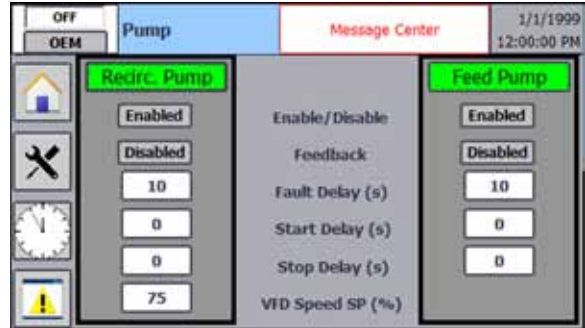 OFF
OEM
Pump
Message Center
1/1/1999
12:00:00 PM
Recirc. Pump
Feed Pump
Enabled Enable/Disable Enabled
Disabled Feedback Disabled
10 Fault Delay (s) 10
0 Start Delay (s) 0
0 Stop Delay (s) 0
75 VFD Speed SP (%)